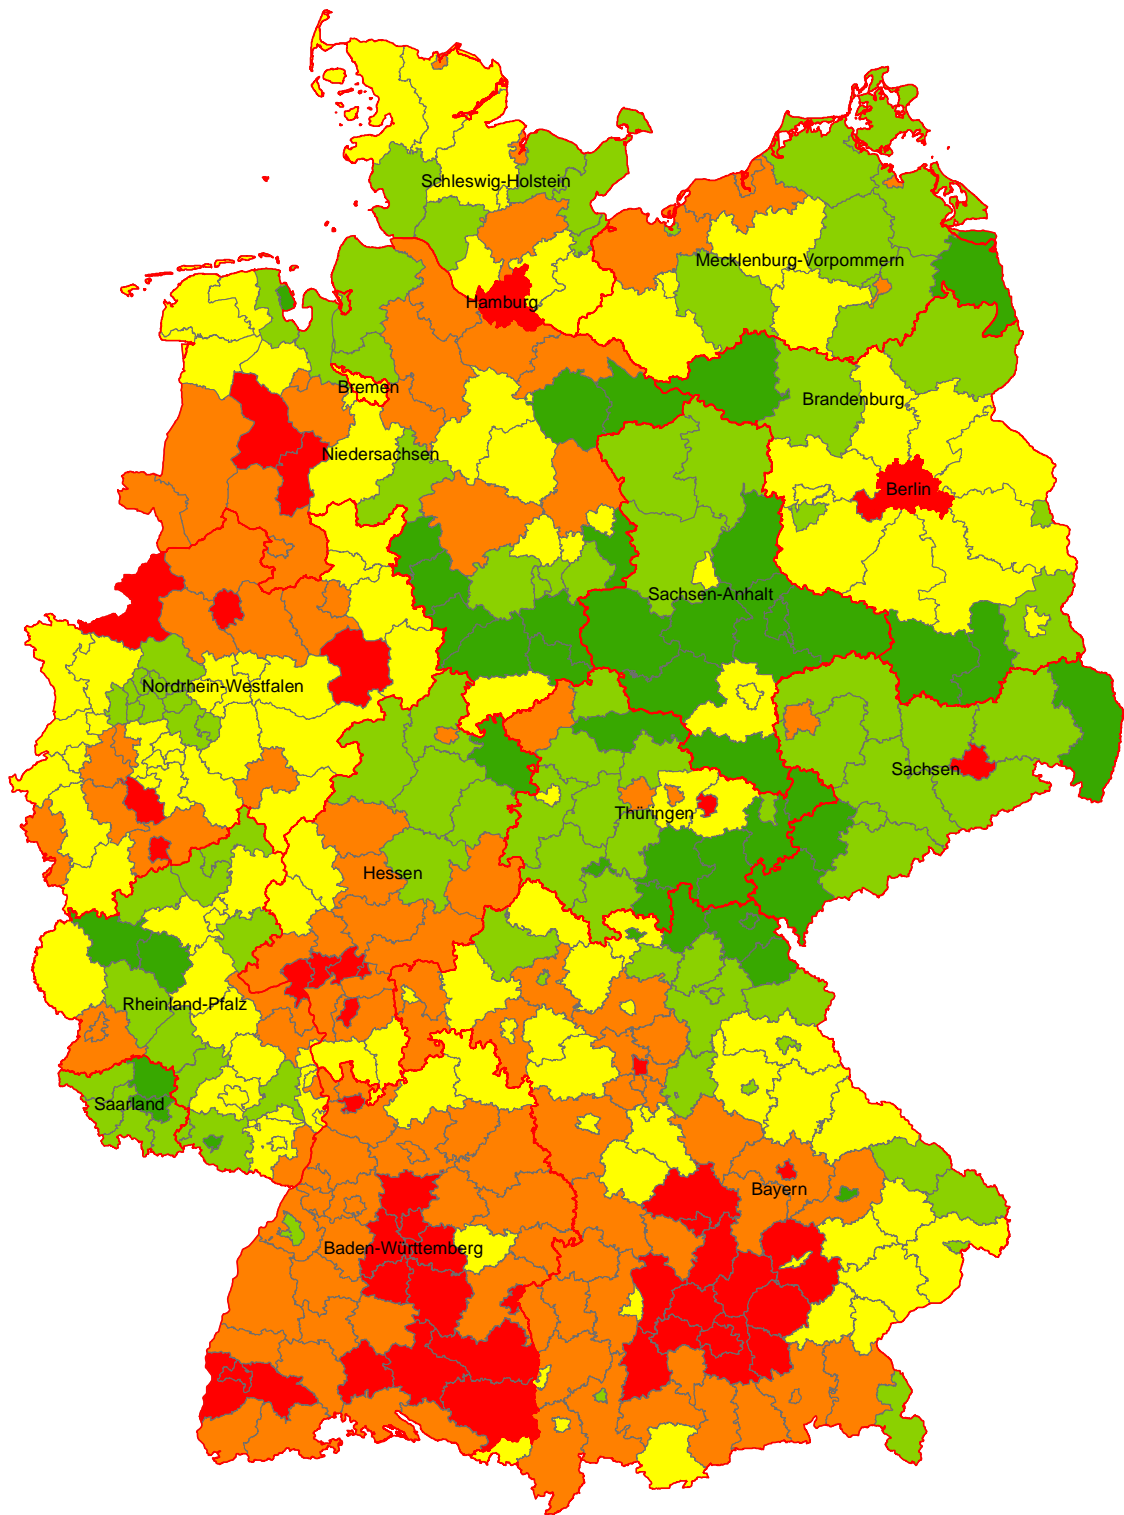 Schleswig-Holstein
Mecklenburg-Vorpommern
Hamburg
Bremen
Brandenburg
Niedersachsen
Berlin
Sachsen-Anhalt
Nordrhein-Westfalen
Sachsen
Thüringen
Hessen
Rheinland-Pfalz
Saarland
Bayern
Baden-Württemberg